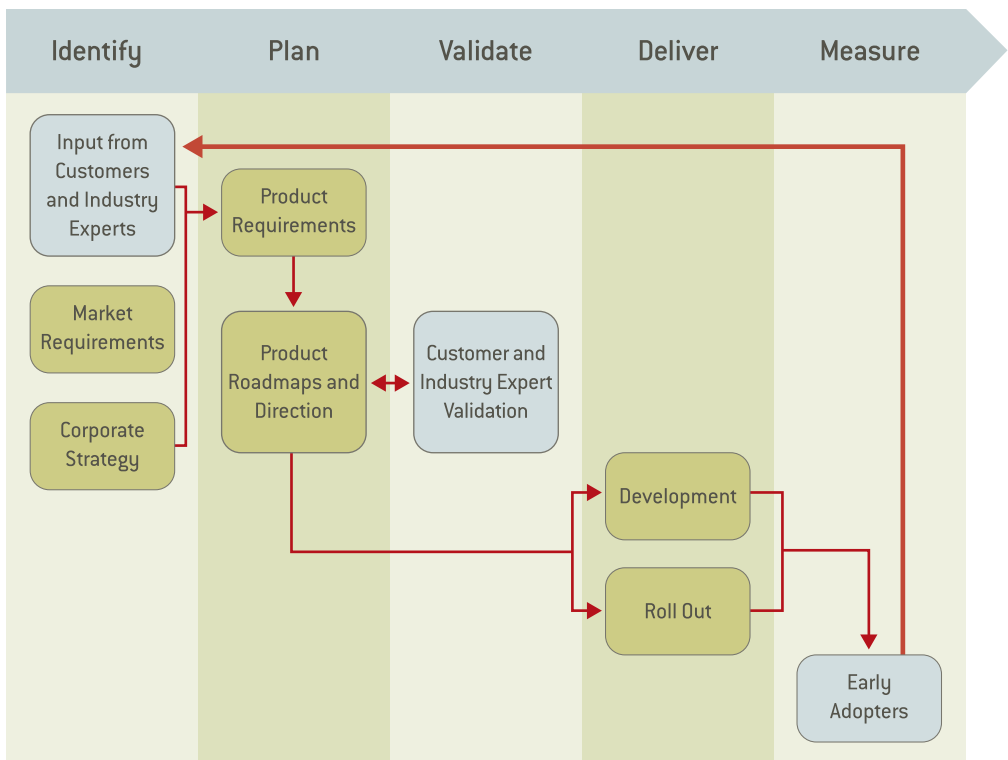 Identify
Plan
Validate
Deliver
Measure
Input from
Customers
and Industry
Experts
Market
Requirements
Corporate
Strategy
Product
Requirements
Product
Roadmaps and
Direction
Customer and
Industry Expert
Validation
Development
Roll Out
Early
Adopters